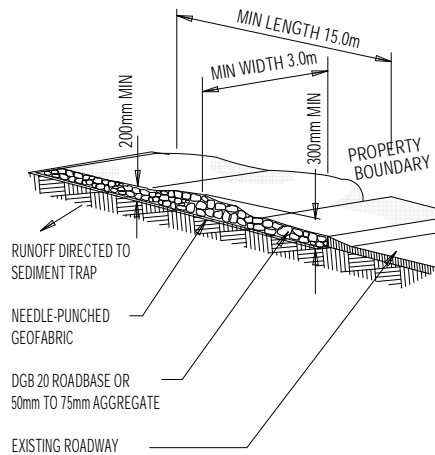 MIN LENGTH 15.0m
MIN WIDTH 3.0m
200mm MIN
300mm MIN
PROPERTY
BOUNDARY
RUNOFF DIRECTED TO
SEDIMENT TRAP
NEEDLE-PUNCHED
GEOFABRIC
DGB 20 ROADBASE OR
50mm TO 75mm AGGREGATE
EXISTING ROADWAY